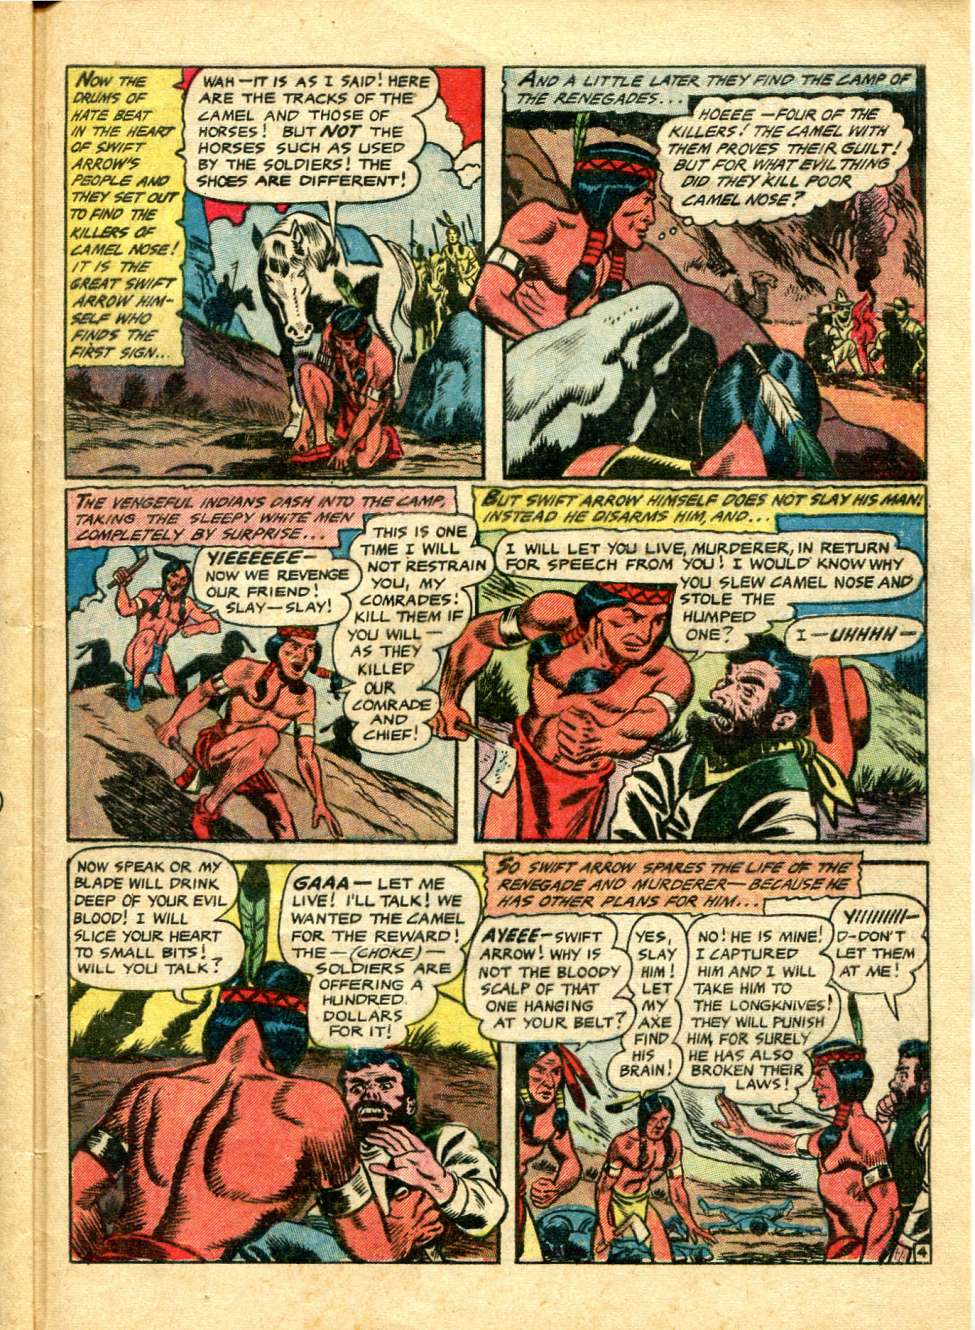 NOW THE
DRUMS OF
HATE BEAT
IN THE HEART
OF SWIFT
ARROW'S
PEOPLE AND
THEY SET OUT
TO FIND THE
KILLERS OF
CAMEL NOSE!
IT IS THE
GREAT SWIFT
ARROW HIM-
SELF WHO
FINDS THE
FIRST SIGN...
WAH—IT IS AS I SAID! HERE
ARE THE TRACKS OF THE
CAMEL AND THOSE OF
HORSES! BUT NOT THE
HORSES SUCH AS USED
BY THE SOLDIERS! THE
SHOES ARE DIFFERENT!
AND A LITTLE LATER THEY FIND THE CAMP OF
THE RENEGADES...
HOEEE—FOUR OF THE
KILLERS! THE CAMEL WITH
THEM PROVES THEIR GUILT!
BUT FOR WHAT EVIL THING
DID THEY KILL POOR
CAMEL NOSE?
THE VENGEFUL INDIANS DASH INTO THE CAMP,
TAKING THE SLEEPY WHITE MEN
COMPLETELY BY SURPRISE...
YIEEEEEE—
NOW WE REVENGE
OUR FRIEND!
SLAY—SLAY!
THIS IS ONE
TIME I WILL
NOT RESTRAIN
YOU, MY
COMRADES!
KILL THEM IF
YOU WILL—
AS THEY
KILLED
OUR
COMRADE
AND
CHIEF!
BUT SWIFT ARROW HIMSELF DOES NOT SLAY HIS MAN!
INSTEAD HE DISARMS HIM, AND...
I WILL LET YOU LIVE, MURDERER, IN RETURN
FOR SPEECH FROM YOU! I WOULD KNOW WHY
YOU SLEW CAMEL NOSE AND
STOLE THE
HUMPED
ONE?
I—UHHHH—
NOW SPEAK OR MY
BLADE WILL DRINK
DEEP OF YOUR EVIL
BLOOD! I WILL
SLICE YOUR HEART
TO SMALL BITS!
WILL YOU TALK?
GAAA—LET ME
LIVE! I'LL TALK! WE
WANTED THE CAMEL
FOR THE REWARD!
THE—(CHOKE)—
SOLDIERS ARE
OFFERING A
HUNDRED
DOLLARS
FOR IT!
SO SWIFT ARROW SPARES THE LIFE OF THE
RENEGADE AND MURDERER—BECAUSE HE
HAS OTHER PLANS FOR HIM...
AYEEE—SWIFT
ARROW! WHY IS
NOT THE BLOODY
SCALP OF THAT
ONE HANGING
AT YOUR BELT?
YES,
SLAY
HIM!
LET
MY
AXE
FIND
HIS
BRAIN!
NO! HE IS MINE!
I CAPTURED
HIM AND I WILL
TAKE HIM TO
THE LONGKNIVES!
THEY WILL PUNISH
HIM, FOR SURELY
HE HAS ALSO
BROKEN THEIR
LAWS!
YIIIIIIII—
D-DON'T
LET THEM
AT ME!
4